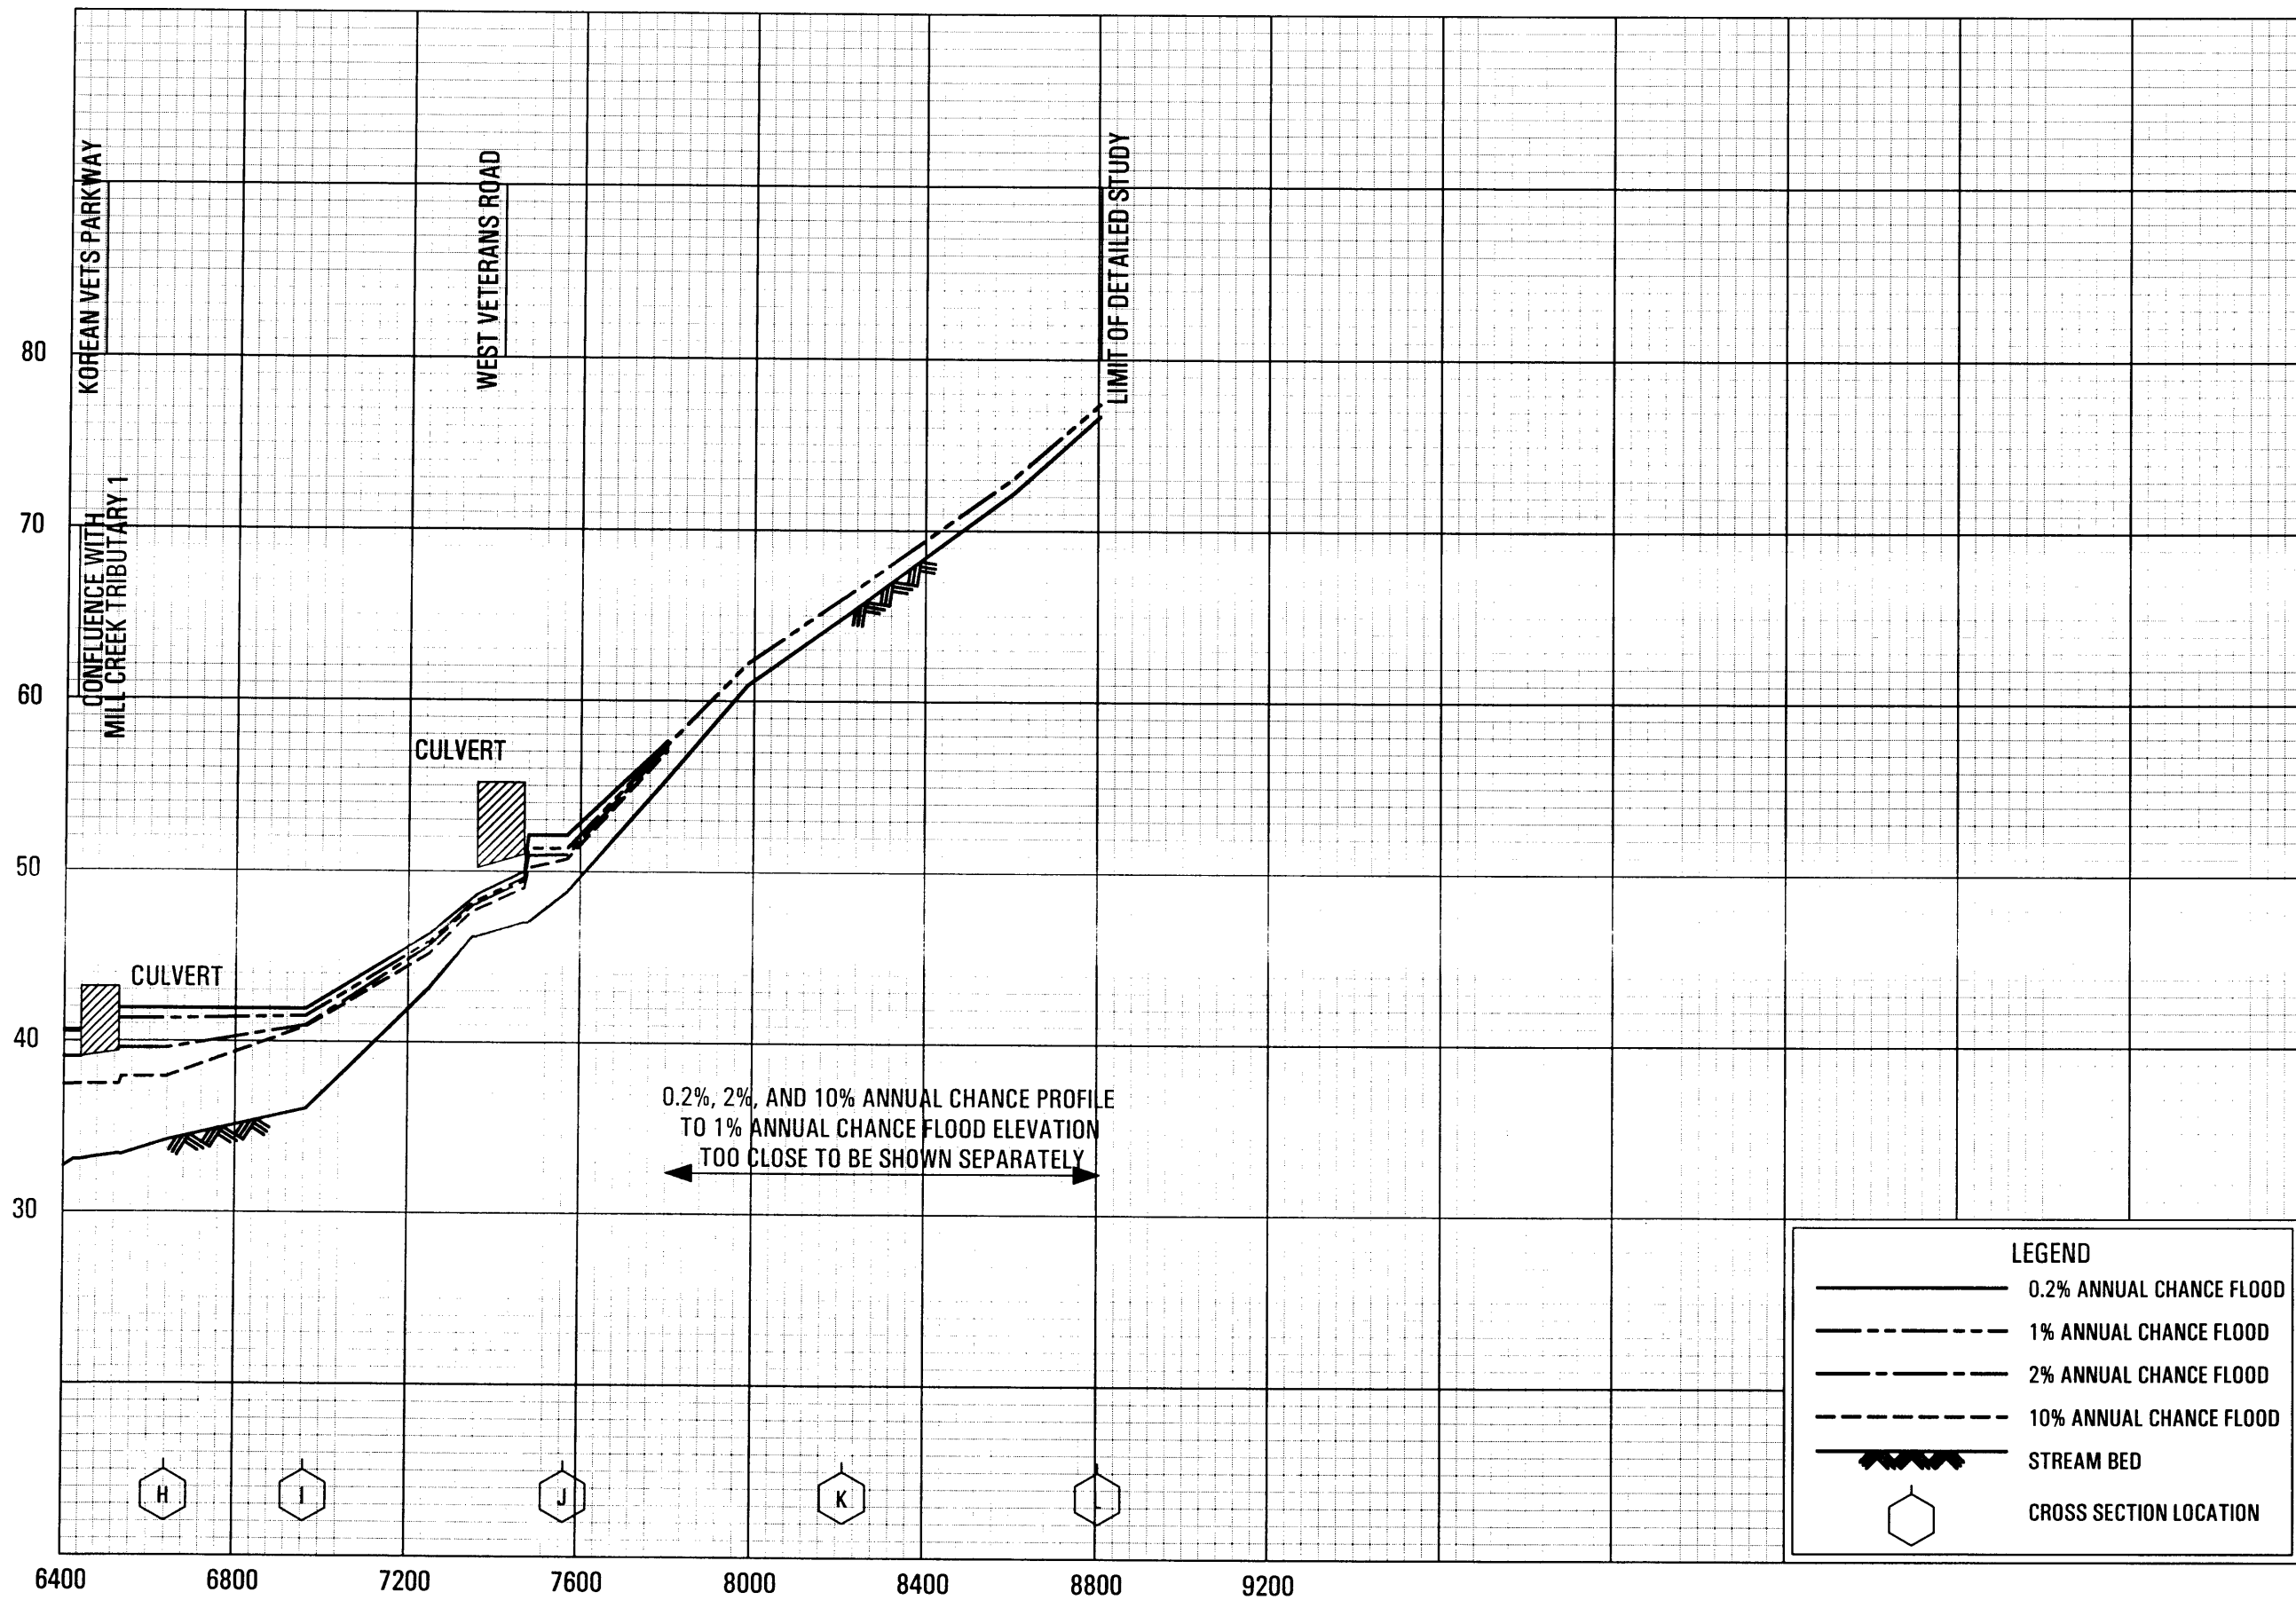 KOREAN VETS PARKWAY
WEST VETERANS ROAD
LIMIT OF DETAILED STUDY
CONFLUENCE WITH
MILL CREEK TRIBUTARY 1
80
70
60
50
40
30
CULVERT
CULVERT
0.2%, 2%, AND 10% ANNUAL CHANCE PROFILE
TO 1% ANNUAL CHANCE FLOOD ELEVATION
TOO CLOSE TO BE SHOWN SEPARATELY
LEGEND
0.2% ANNUAL CHANCE FLOOD
1% ANNUAL CHANCE FLOOD
2% ANNUAL CHANCE FLOOD
10% ANNUAL CHANCE FLOOD
STREAM BED
CROSS SECTION LOCATION
H I J K L
6400 6800 7200 7600 8000 8400 8800 9200